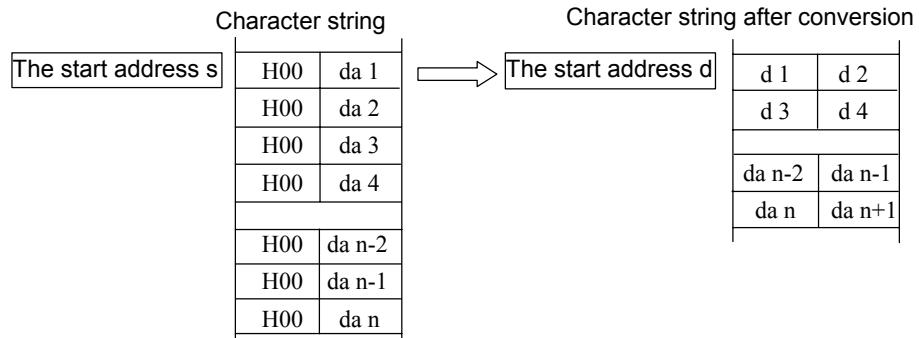 Character string
Character string after conversion
The start address s
H00 da 1
H00 da 2
H00 da 3
H00 da 4
H00 da n-2
H00 da n-1
H00 da n
The start address d
d 1 d 2
d 3 d 4
da n-2 da n-1
da n da n+1